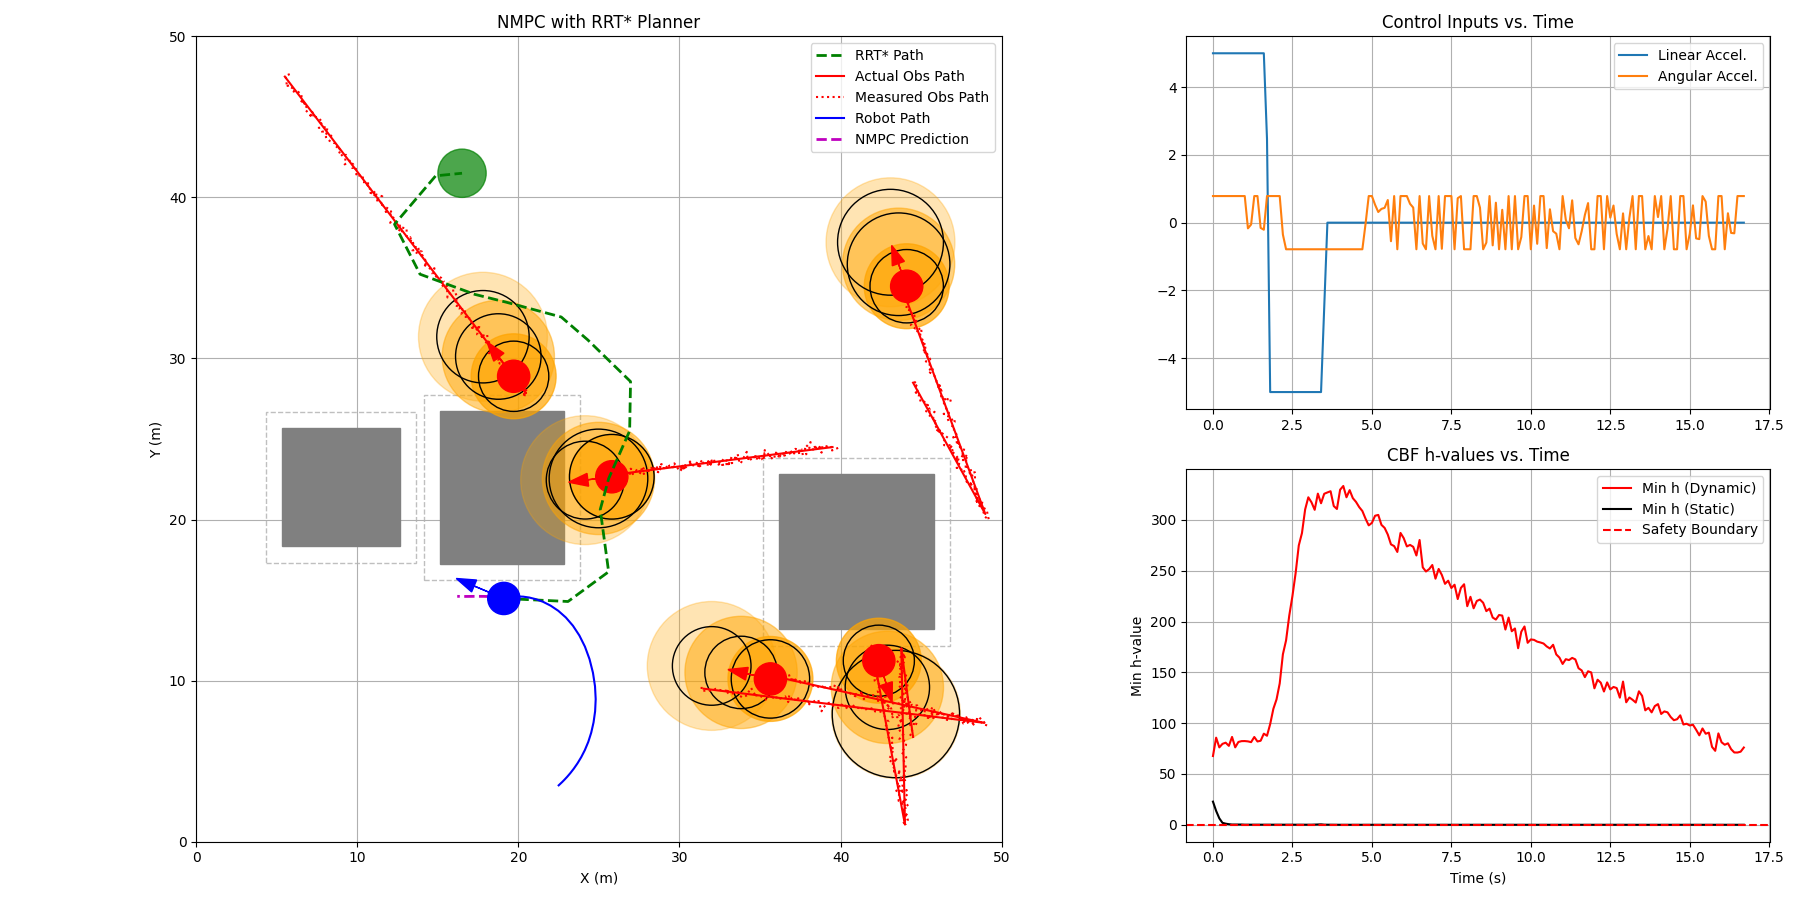 NMPC with RRT* Planner
50
40
30
20
10
0
Y (m)
0 10 20 30 40 50
X (m)
RRT* Path
Actual Obs Path
Measured Obs Path
Robot Path
NMPC Prediction
Control Inputs vs. Time
4
2
0
−2
−4
0.0 2.5 5.0 7.5 10.0 12.5 15.0 17.5
Linear Accel.
Angular Accel.
CBF h-values vs. Time
300
250
200
150
100
50
0
Min h-value
0.0 2.5 5.0 7.5 10.0 12.5 15.0 17.5
Time (s)
Min h (Dynamic)
Min h (Static)
Safety Boundary